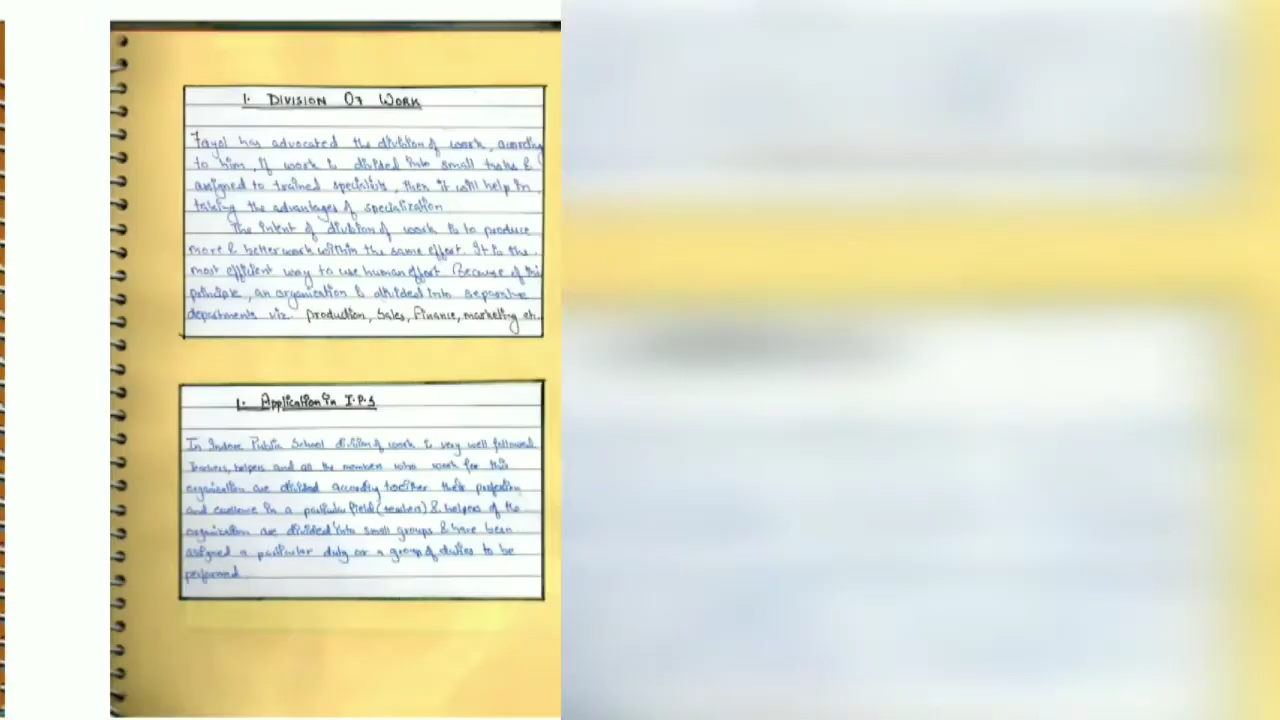 1. DIVISION OF WORK
Fayol has advocated the division of work, acording
to him, if work is divided into small tasks &
assigned to trained specialists, then it will help in
taking the advantages of specialization.
The intent of division of work is to produce
more & better work within the same effort. It is the
most efficient way to use human effort. Because of this
principle, an organisation is divided into separate
departments viz. production, Sales, Finance, marketing etc.
1. Application in I.P.S
In Indore Public School division of work is very well followed.
Teachers, helpers and all the members who work for this
organisation are divided according to either their profession
and excellence in a particular field (teachers) & helpers of the
organization are divided into small groups & have been
assigned a particular duty or a group of duties to be
performed.